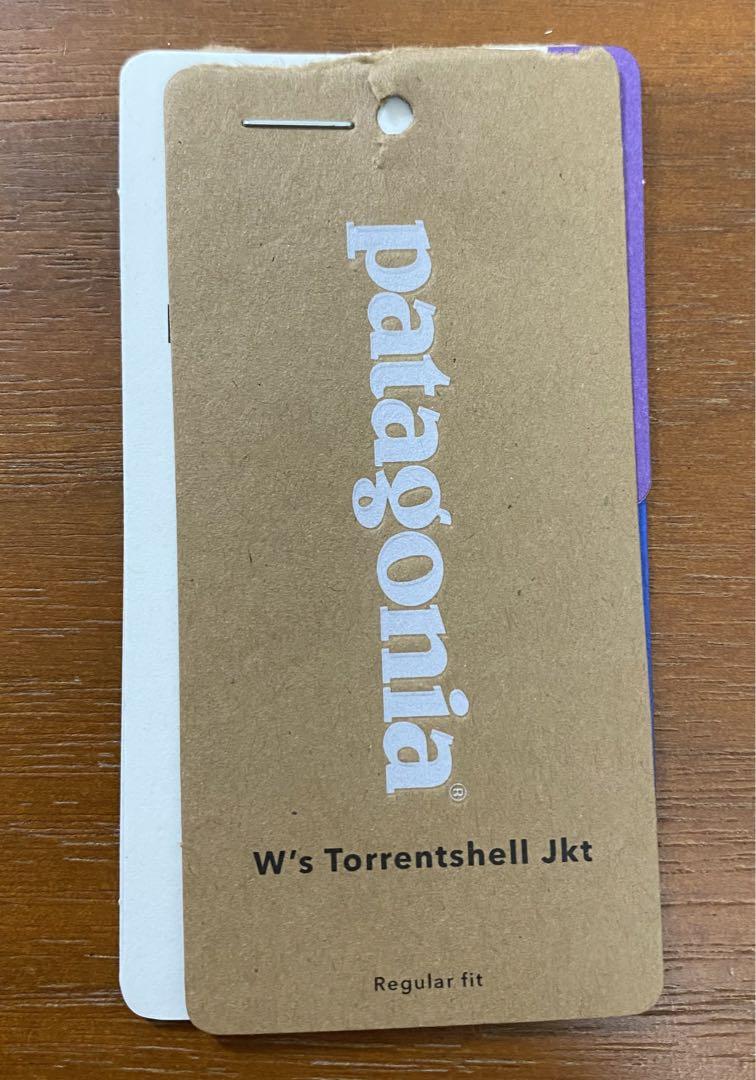 patagonia®
W's Torrentshell Jkt
Regular fit